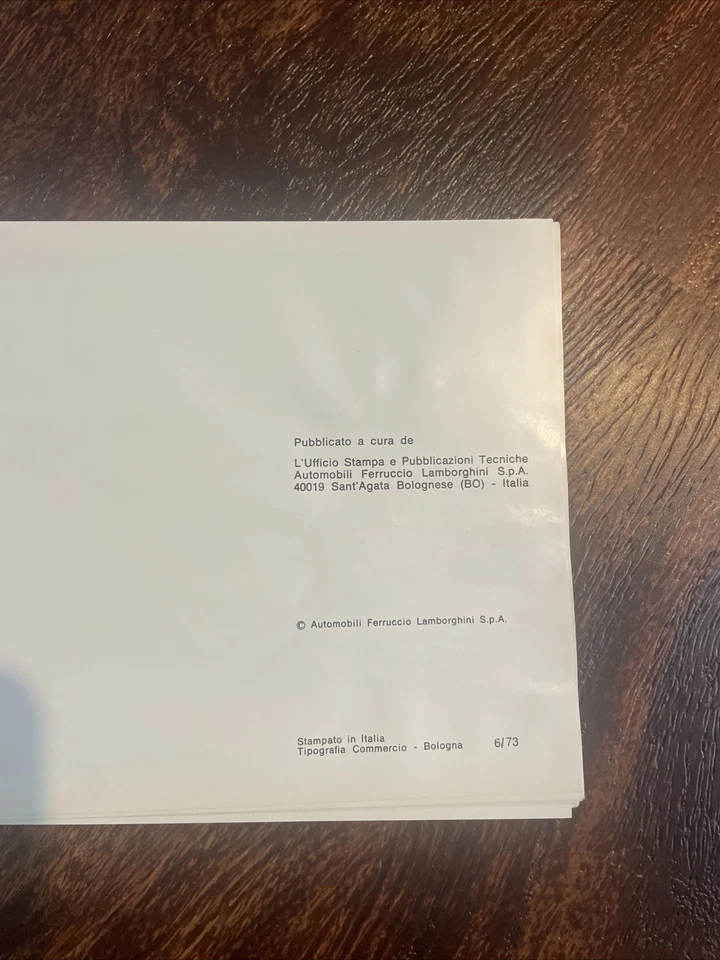 Pubblicato a cura de
L'Ufficio Stampa e Pubblicazioni Tecniche
Automobili Ferruccio Lamborghini S.p.A.
40019 Sant'Agata Bolognese (BO) - Italia
© Automobili Ferruccio Lamborghini S.p.A.
Stampato in Italia
Tipografia Commercio - Bologna 6/73